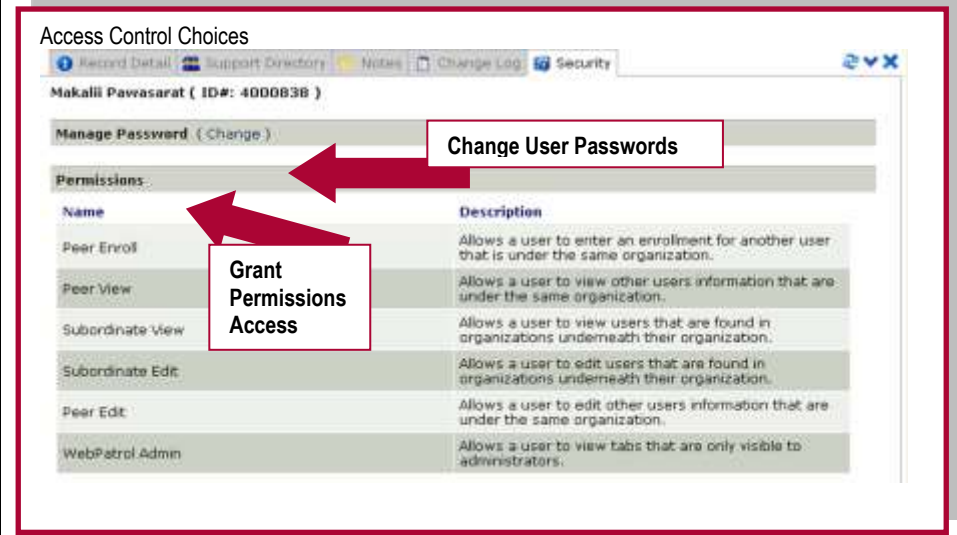 Access Control Choices
Record Detail Support Directory Notes Change Log Security
Makalii Pawasarat ( ID#: 4000838 )
Manage Password ( Change )
Change User Passwords
Permissions
Name Description
Peer Enroll
Allows a user to enter an enrollment for another user
that is under the same organization.
Grant
Permissions
Access
Peer View
Allows a user to view other users information that are
under the same organization.
Subordinate View
Allows a user to view users that are found in
organizations underneath their organization.
Subordinate Edit
Allows a user to edit users that are found in
organizations underneath their organization.
Peer Edit
Allows a user to edit other users information that are
under the same organization.
WebPatrol Admin
Allows a user to view tabs that are only visible to
administrators.